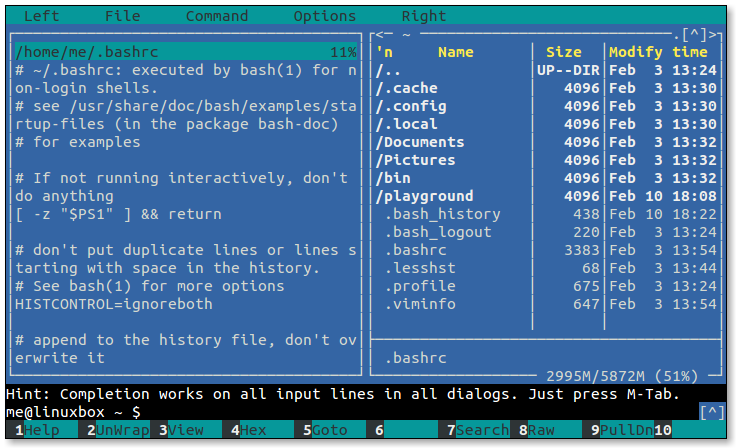 Left File Command Options Right
/home/me/.bashrc 11%
# ~/.bashrc: executed by bash(1) for n
on-login shells.
# see /usr/share/doc/bash/examples/sta
rtup-files (in the package bash-doc)
# for examples
# If not running interactively, don't
do anything
[ -z "$PS1" ] && return
# don't put duplicate lines or lines s
tarting with space in the history.
# See bash(1) for more options
HISTCONTROL=ignoreboth
# append to the history file, don't ov
erwrite it
<─ ~ .[^]>
'n Name Size Modify time
/.. UP--DIR Feb 3 13:24
/.cache 4096 Feb 3 13:30
/.config 4096 Feb 3 13:30
/.local 4096 Feb 3 13:30
/Documents 4096 Feb 3 13:32
/Pictures 4096 Feb 3 13:32
/bin 4096 Feb 3 13:32
/playground 4096 Feb 10 18:08
.bash_history 438 Feb 10 18:22
.bash_logout 220 Feb 3 13:24
.bashrc 3383 Feb 3 13:54
.lesshst 68 Feb 3 13:44
.profile 675 Feb 3 13:24
.viminfo 647 Feb 3 13:54
.bashrc
2995M/5872M (51%)
Hint: Completion works on all input lines in all dialogs. Just press M-Tab.
me@linuxbox ~ $ [^]
1Help 2UnWrap 3View 4Hex 5Goto 6 7Search 8Raw 9PullDn 10